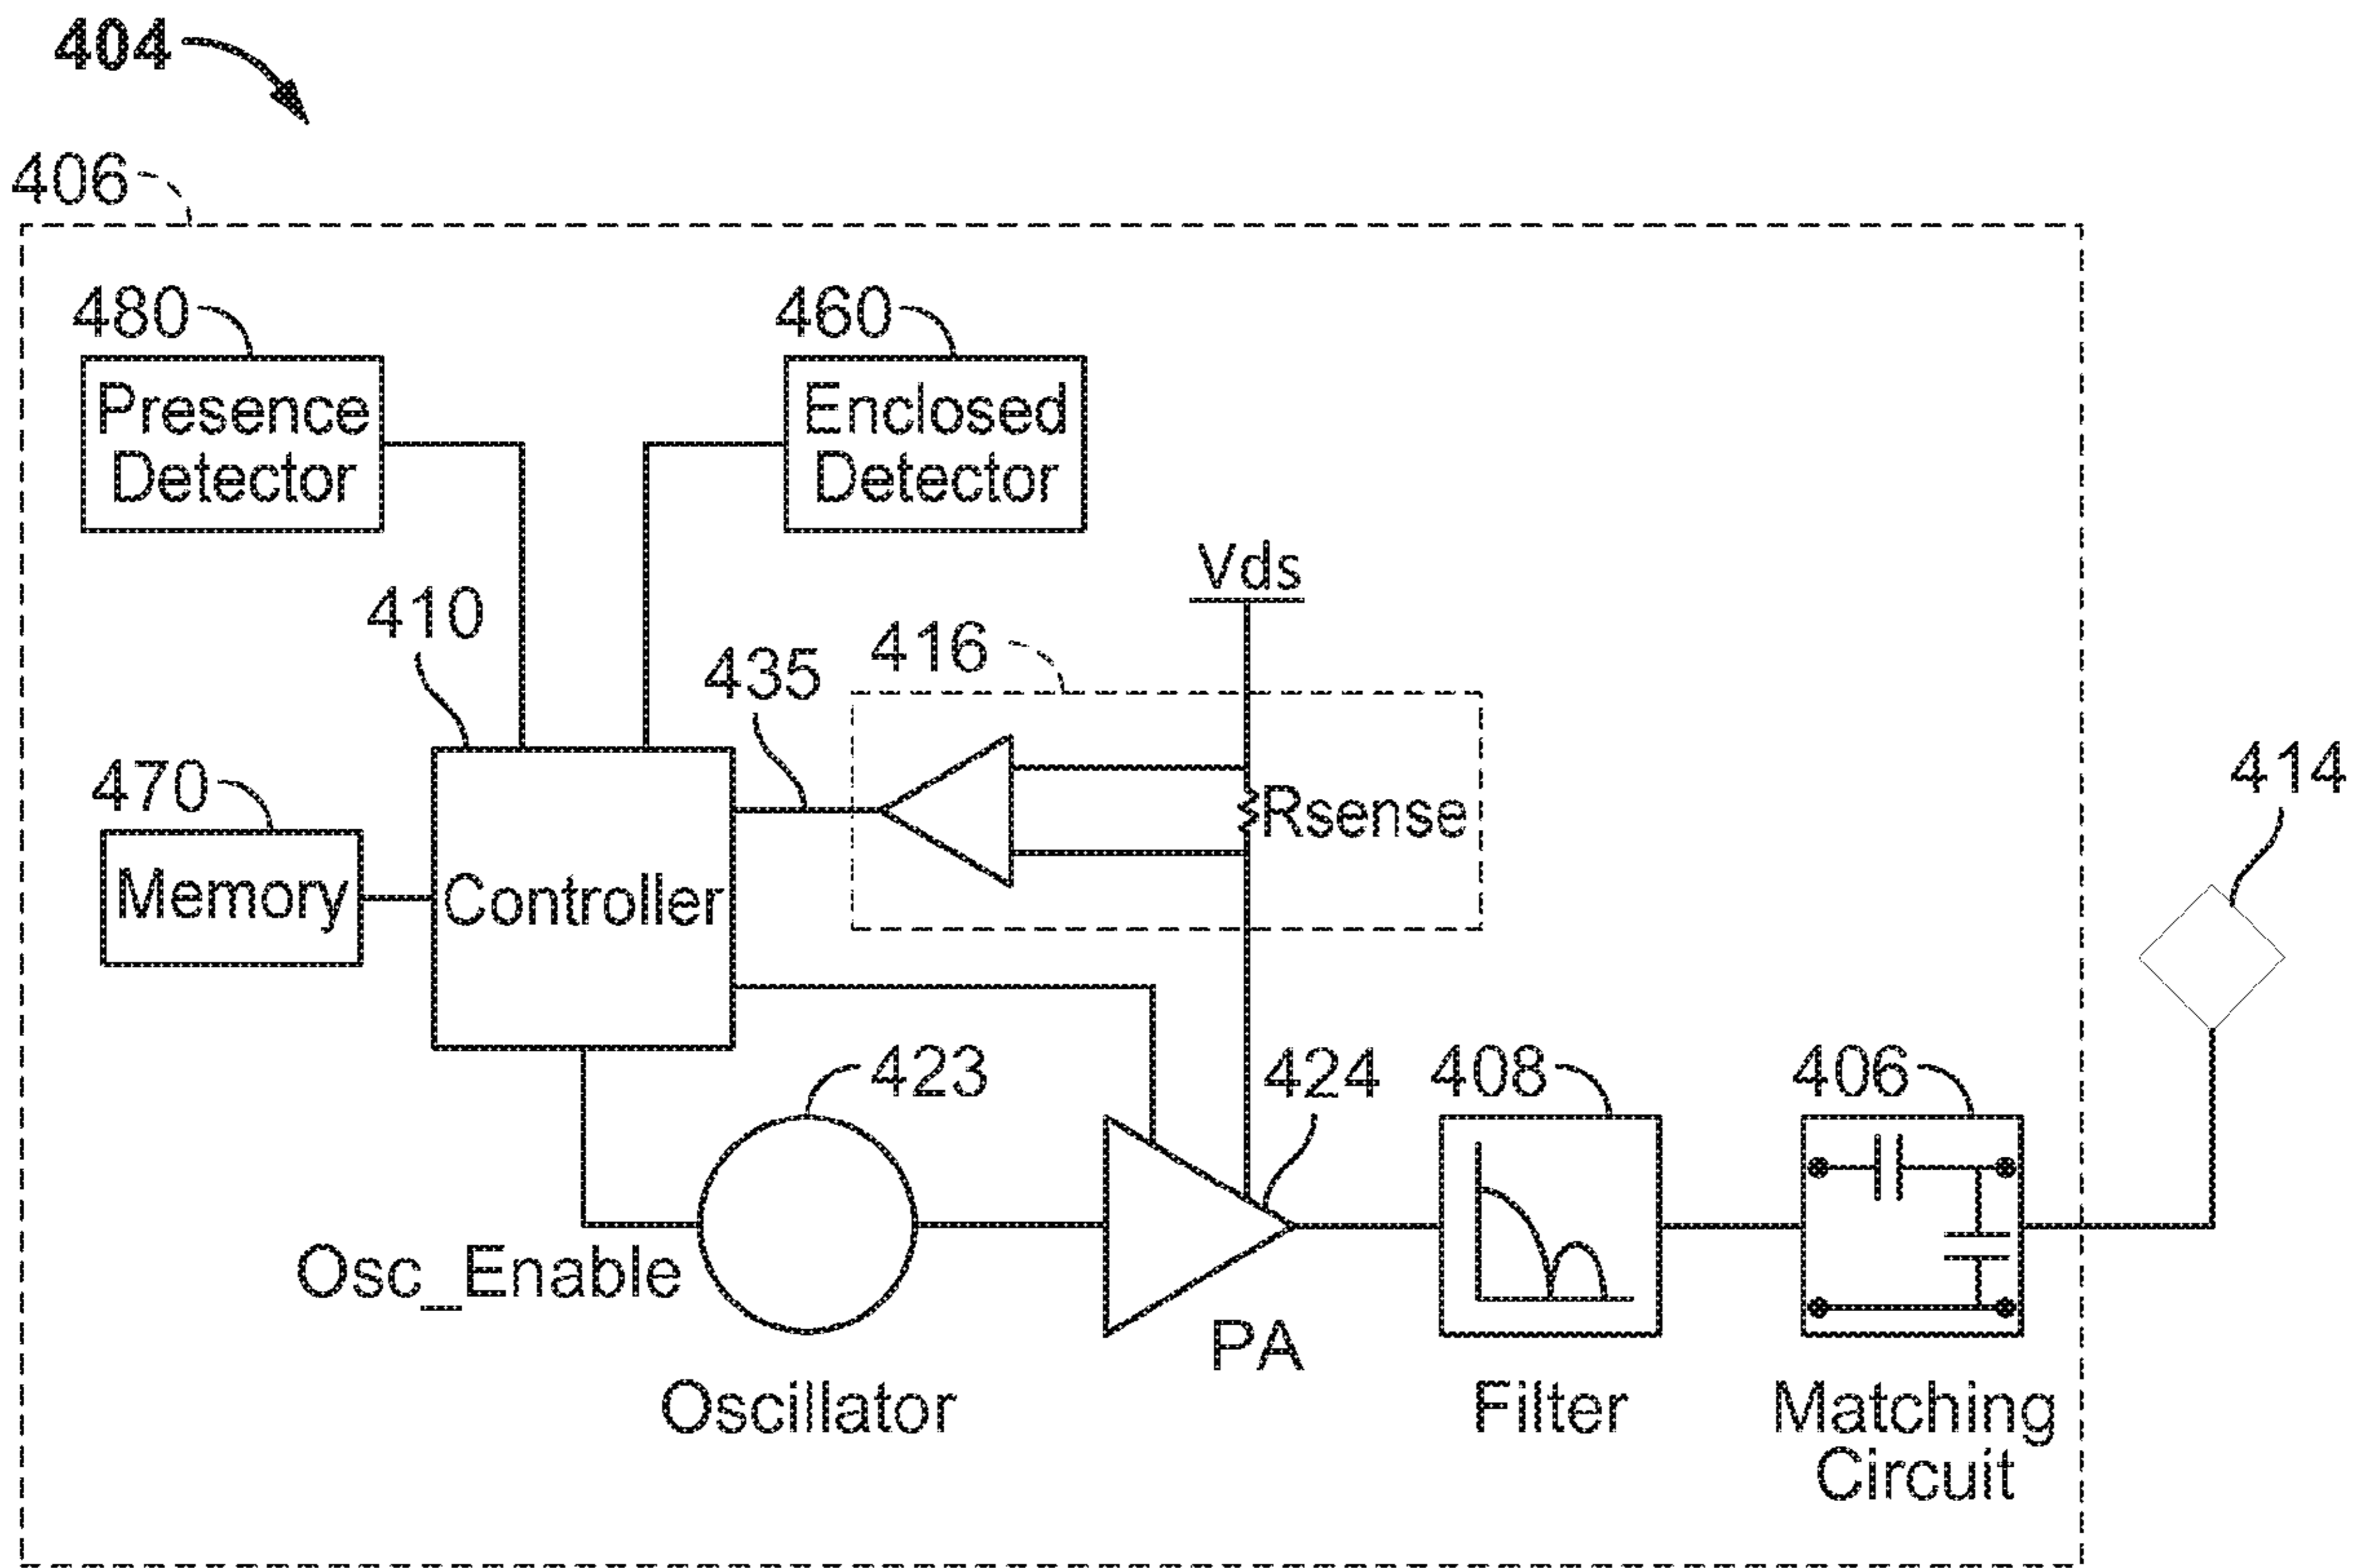 404
406
480
460
Presence
Detector
Enclosed
Detector
Vds
410
416
435
414
470
Rsense
Memory
Controller
423
424
408
406
Osc_Enable
PA
Oscillator
Filter
Matching
Circuit